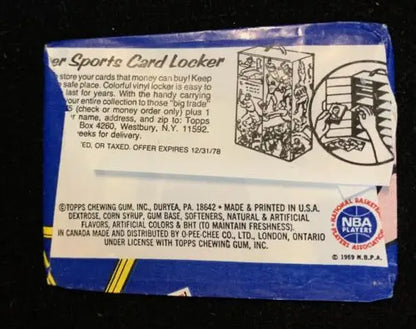 er Sports Card Locker
store your cards that money can buy! Keep
safe place. Colorful vinyl locker is easy to
last for years. With the handy carrying
your entire collection to those "big trade"
5 (check or money order only) plus 1
r name, address, and zip to: Topps
Box 4260, Westbury, N.Y. 11592.
eeks for delivery.
ED, OR TAXED. OFFER EXPIRES 12/31/78
©TOPPS CHEWING GUM, INC., DURYEA, PA. 18642 • MADE & PRINTED IN U.S.A.
DEXTROSE, CORN SYRUP, GUM BASE, SOFTENERS, NATURAL & ARTIFICIAL
FLAVORS, ARTIFICIAL COLORS & BHT (TO MAINTAIN FRESHNESS).
IN CANADA MADE AND DISTRIBUTED BY O-PEE-CHEE CO., LTD., LONDON, ONTARIO
UNDER LICENSE WITH TOPPS CHEWING GUM, INC.
NATIONAL BASKETBALL
NBA
PLAYERS
PLAYERS ASSOCIATION
© 1969 N.B.P.A.